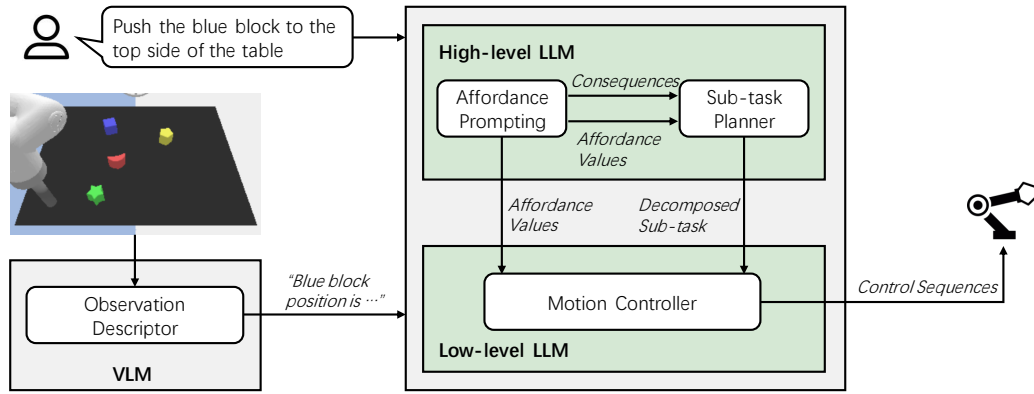 Push the blue block to the
top side of the table
High-level LLM
Consequences
Affordance
Prompting
Sub-task
Planner
Affordance
Values
Affordance
Values
Decomposed
Sub-task
"Blue block
position is ..."
Observation
Descriptor
VLM
Motion Controller
Control Sequences
Low-level LLM